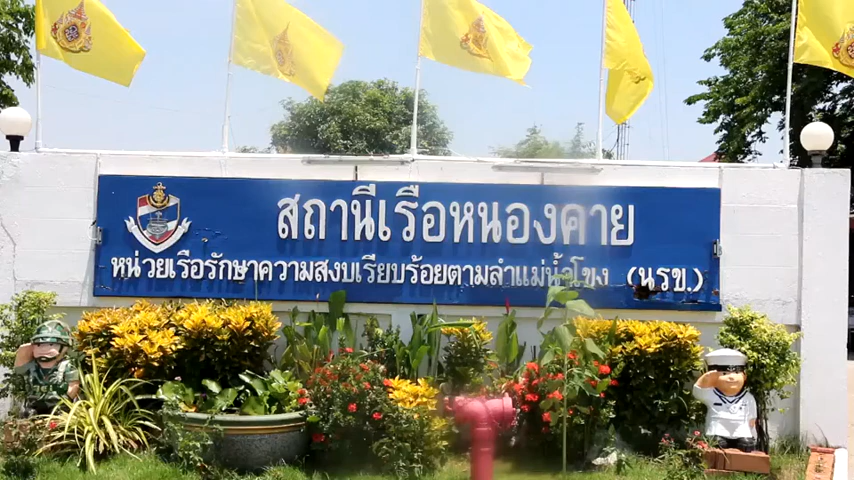 สถานีเรือหนองคาย
หน่วยเรือรักษาความสงบเรียบร้อยตามลำแม่น้ำโขง (นรข.)